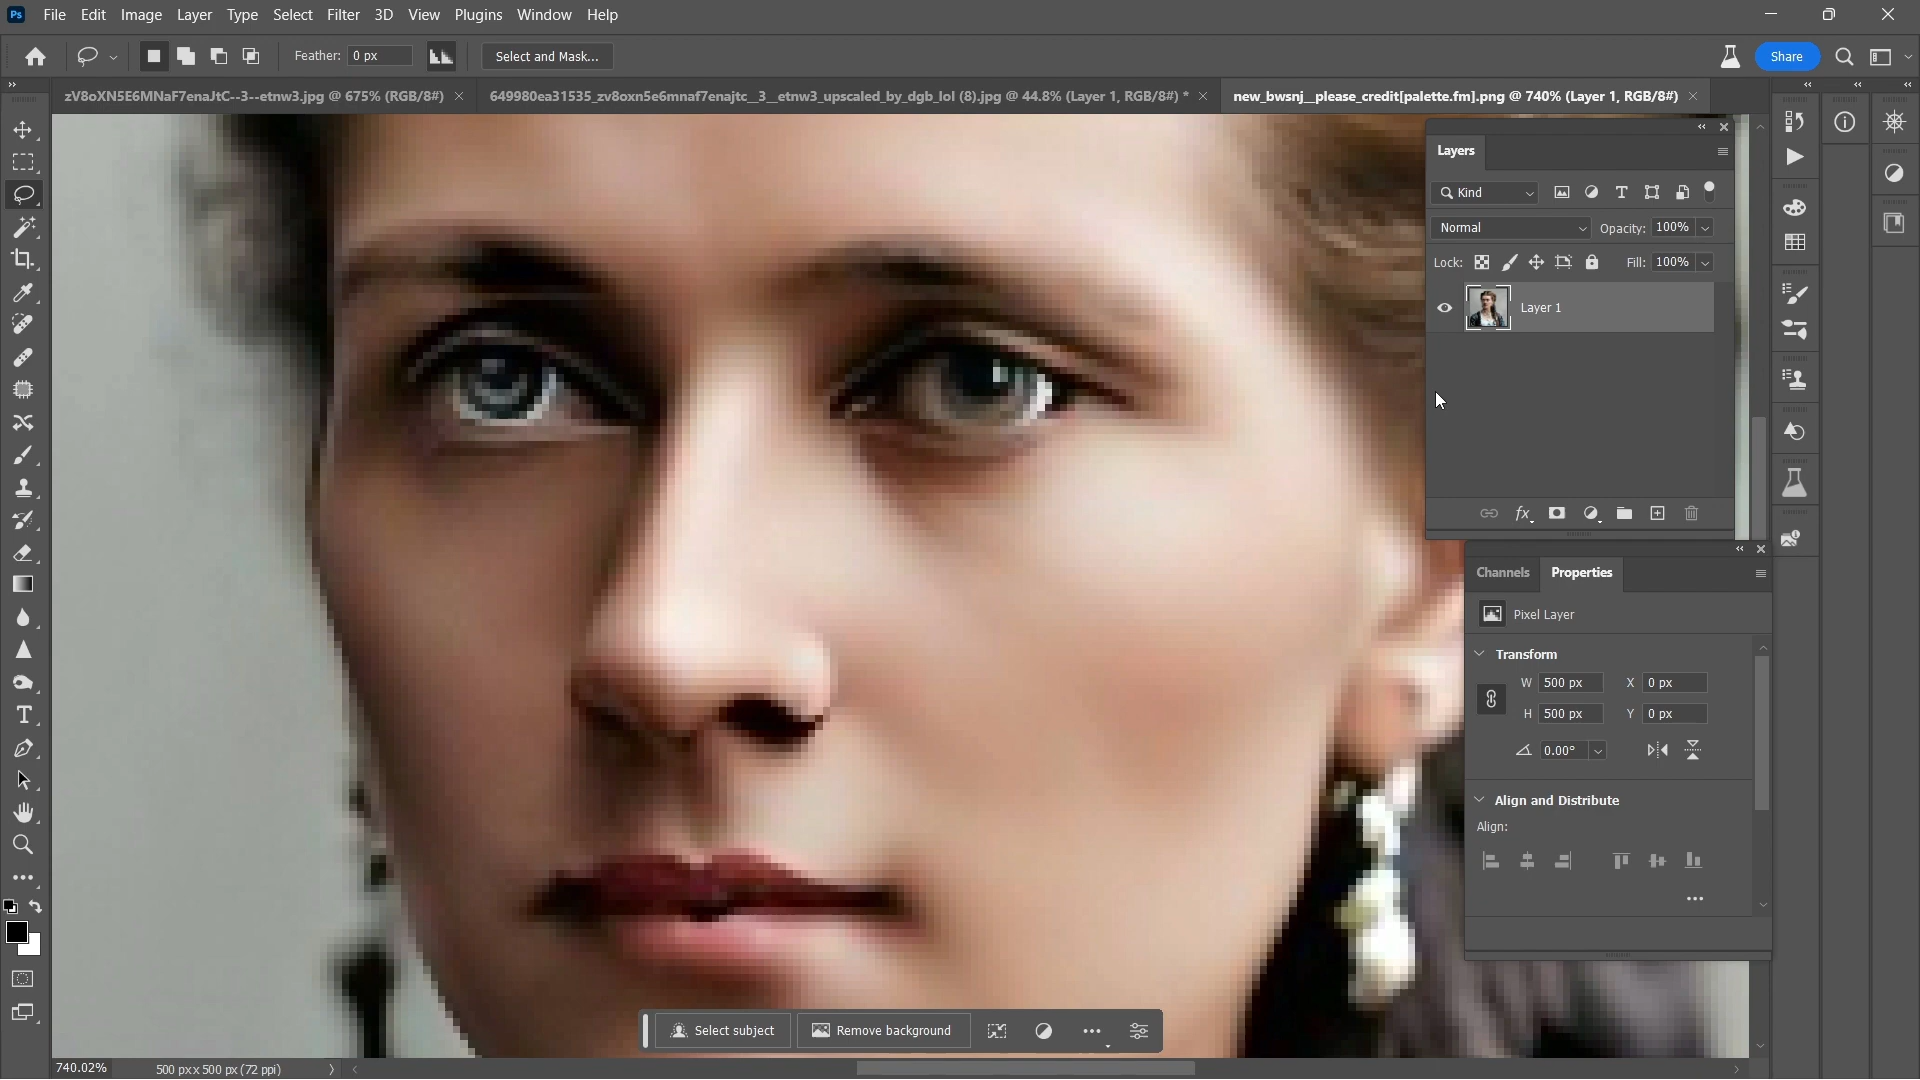 Ps File Edit Image Layer Type Select Filter 3D View Plugins Window Help
Feather: 0 px Select and Mask... Share
zV8oXN5E6MNaF7enaJtC--3--etnw3.jpg @ 675% (RGB/8#) 649980ea31535_zv8oxn5e6mnaf7enajtc__3__etnw3_upscaled_by_dgb_lol (8).jpg @ 44.8% (Layer 1, RGB/8#) * new_bwsnj__please_credit[palette.fm].png @ 740% (Layer 1, RGB/8#)
Layers
Kind
Normal Opacity: 100%
Lock: Fill: 100%
Layer 1
fx
Channels Properties
Pixel Layer
Transform
W 500 px X 0 px
H 500 px Y 0 px
0.00°
Align and Distribute
Align:
Select subject Remove background
740.02% 500 px x 500 px (72 ppi)